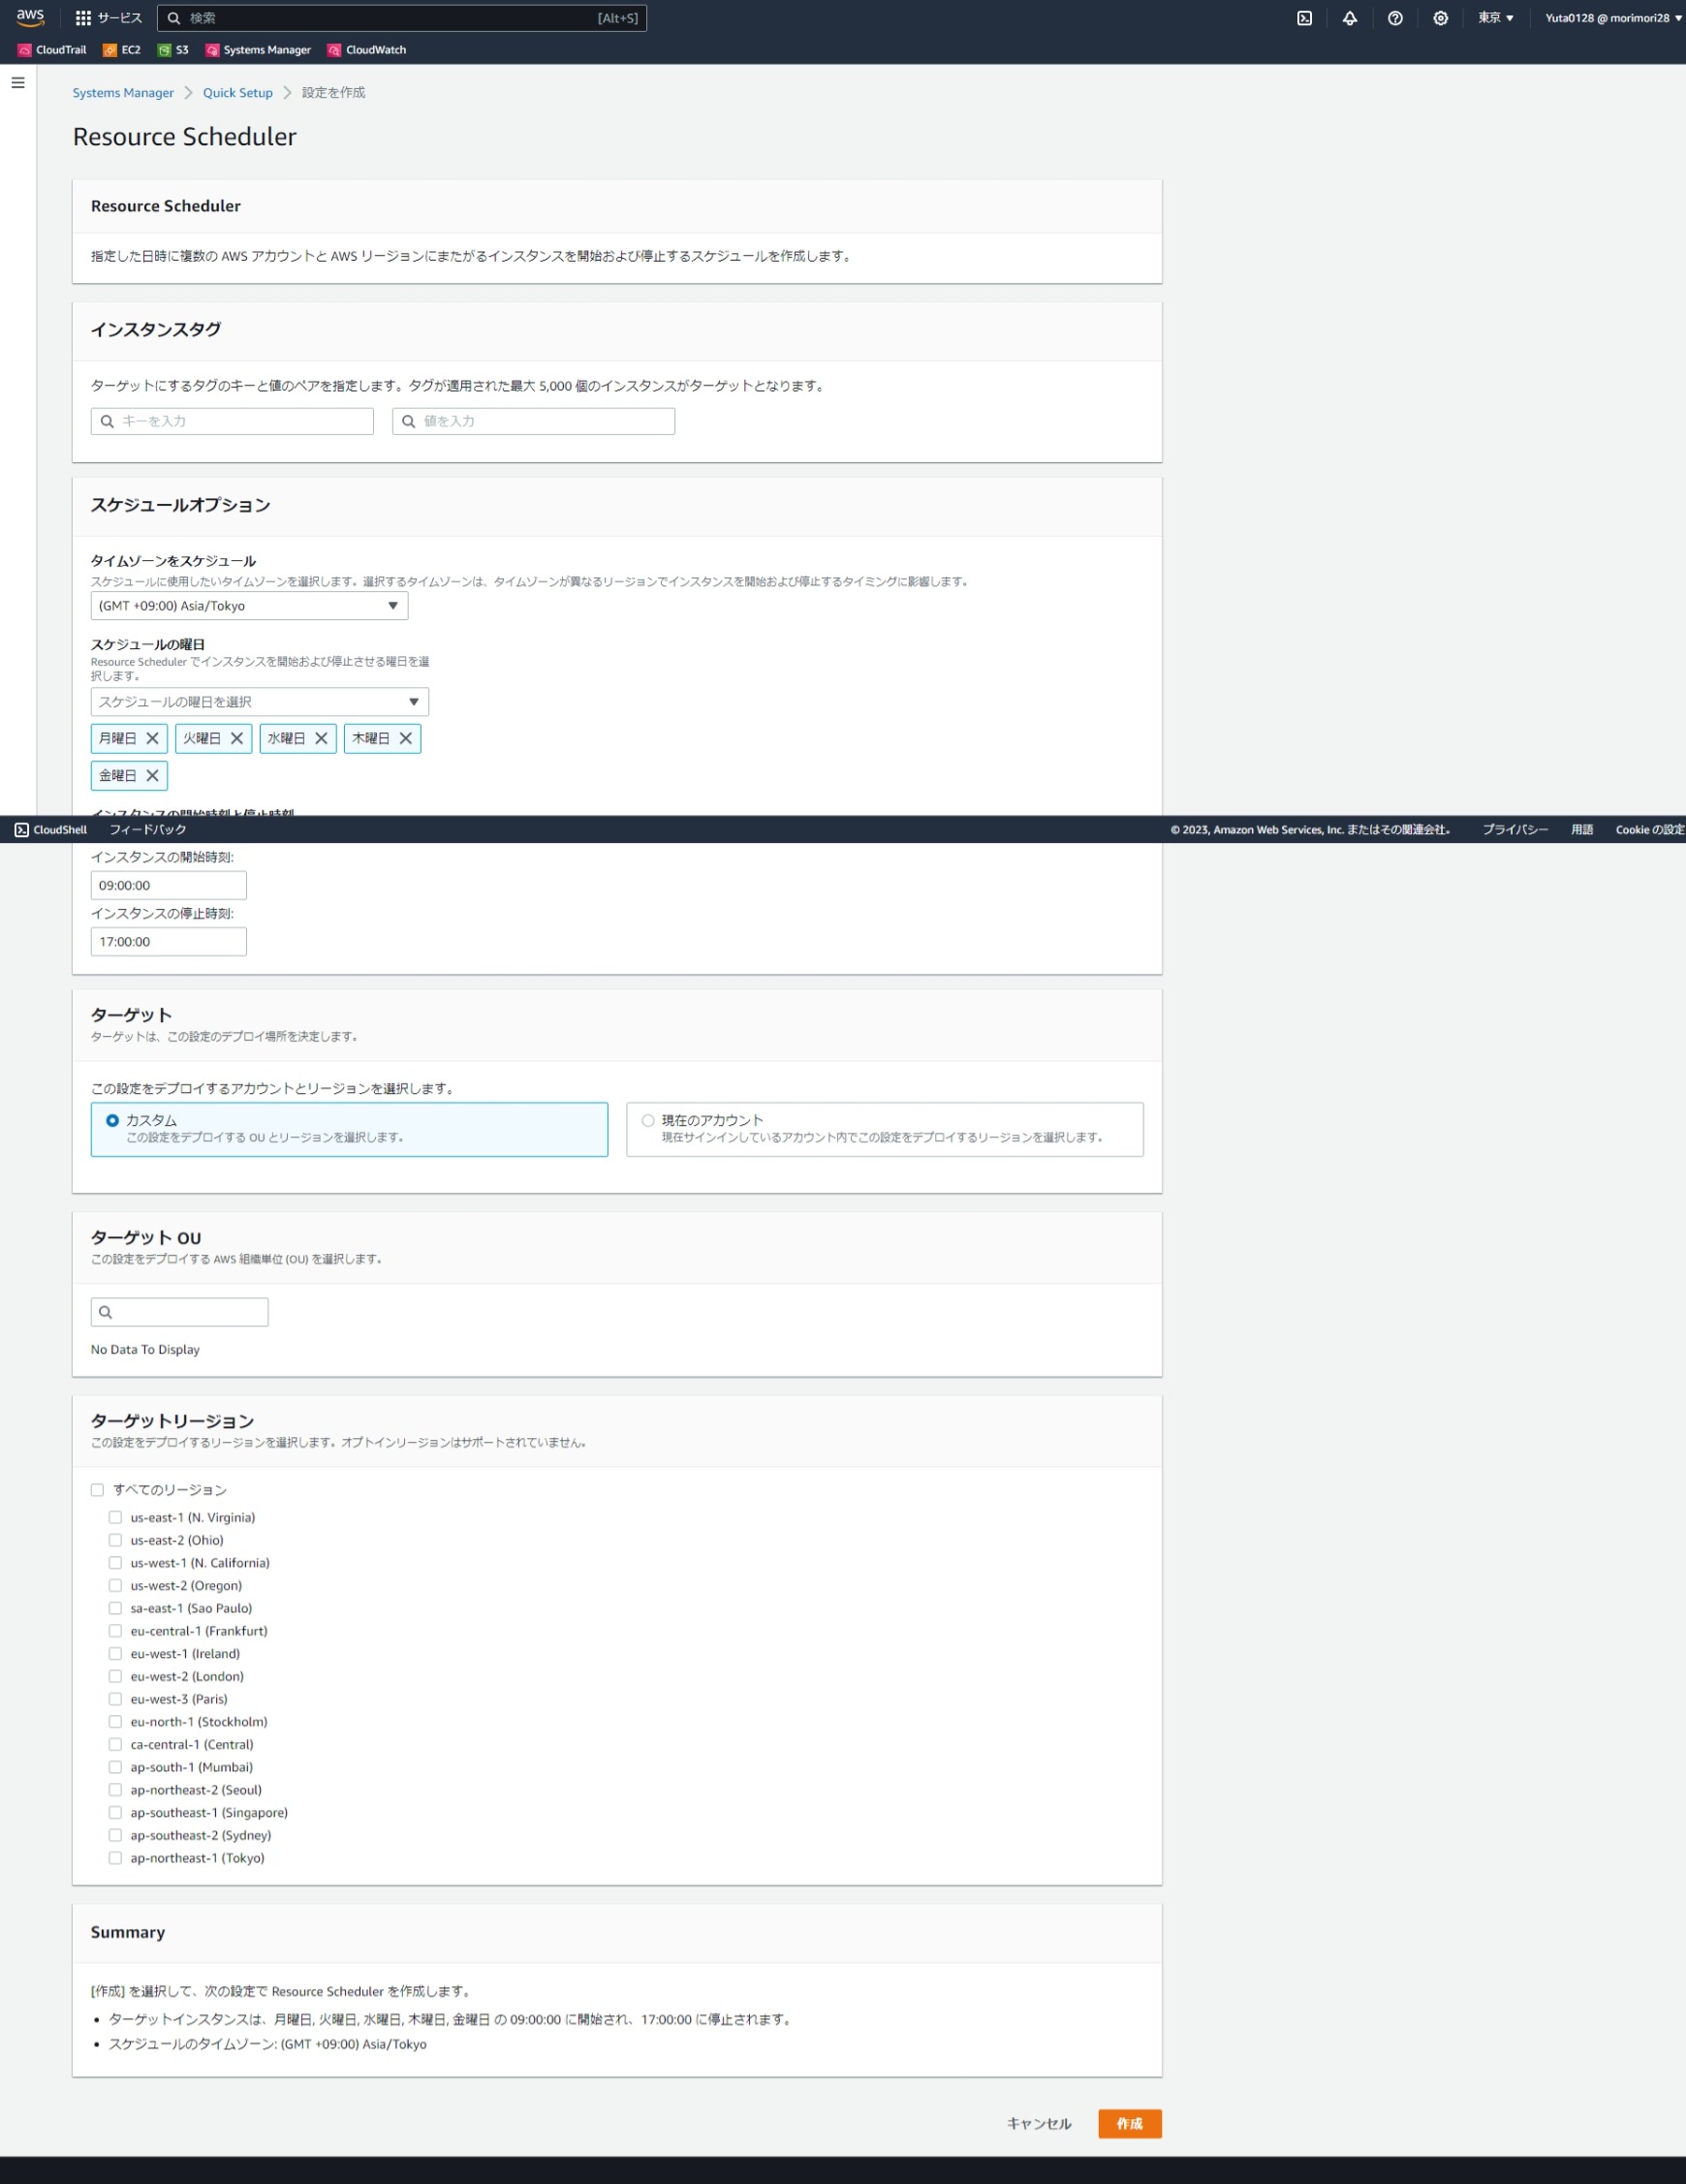 aws
サービス
検索
[Alt+S]
東京
Yuta0128 @ morimori28
CloudTrail EC2 S3 Systems Manager CloudWatch
Systems Manager > Quick Setup > 設定を作成
Resource Scheduler
Resource Scheduler
指定した日時に複数の AWS アカウントと AWS リージョンにまたがるインスタンスを開始および停止するスケジュールを作成します。
インスタンスタグ
ターゲットにするタグのキーと値のペアを指定します。タグが適用された最大 5,000 個のインスタンスがターゲットとなります。
キーを入力 値を入力
スケジュールオプション
タイムゾーンをスケジュール
スケジュールに使用したいタイムゾーンを選択します。選択するタイムゾーンは、タイムゾーンが異なるリージョンでインスタンスを開始および停止するタイミングに影響します。
(GMT +09:00) Asia/Tokyo
スケジュールの曜日
Resource Scheduler でインスタンスを開始および停止させる曜日を選
択します。
スケジュールの曜日を選択
月曜日 火曜日 水曜日 木曜日
金曜日
インスタンスの開始時刻と停止時刻
CloudShell フィードバック © 2023, Amazon Web Services, Inc. またはその関連会社。 プライバシー 用語 Cookie の設定
インスタンスの開始時刻:
09:00:00
インスタンスの停止時刻:
17:00:00
ターゲット
ターゲットは、この設定のデプロイ場所を決定します。
この設定をデプロイするアカウントとリージョンを選択します。
カスタム
この設定をデプロイする OU とリージョンを選択します。
現在のアカウント
現在サインインしているアカウント内でこの設定をデプロイするリージョンを選択します。
ターゲット OU
この設定をデプロイする AWS 組織単位 (OU) を選択します。
No Data To Display
ターゲットリージョン
この設定をデプロイするリージョンを選択します。オプトインリージョンはサポートされていません。
すべてのリージョン
us-east-1 (N. Virginia)
us-east-2 (Ohio)
us-west-1 (N. California)
us-west-2 (Oregon)
sa-east-1 (Sao Paulo)
eu-central-1 (Frankfurt)
eu-west-1 (Ireland)
eu-west-2 (London)
eu-west-3 (Paris)
eu-north-1 (Stockholm)
ca-central-1 (Central)
ap-south-1 (Mumbai)
ap-northeast-2 (Seoul)
ap-southeast-1 (Singapore)
ap-southeast-2 (Sydney)
ap-northeast-1 (Tokyo)
Summary
[作成] を選択して、次の設定で Resource Scheduler を作成します。
• ターゲットインスタンスは、月曜日, 火曜日, 水曜日, 木曜日, 金曜日 の 09:00:00 に開始され、17:00:00 に停止されます。
• スケジュールのタイムゾーン: (GMT +09:00) Asia/Tokyo
キャンセル 作成